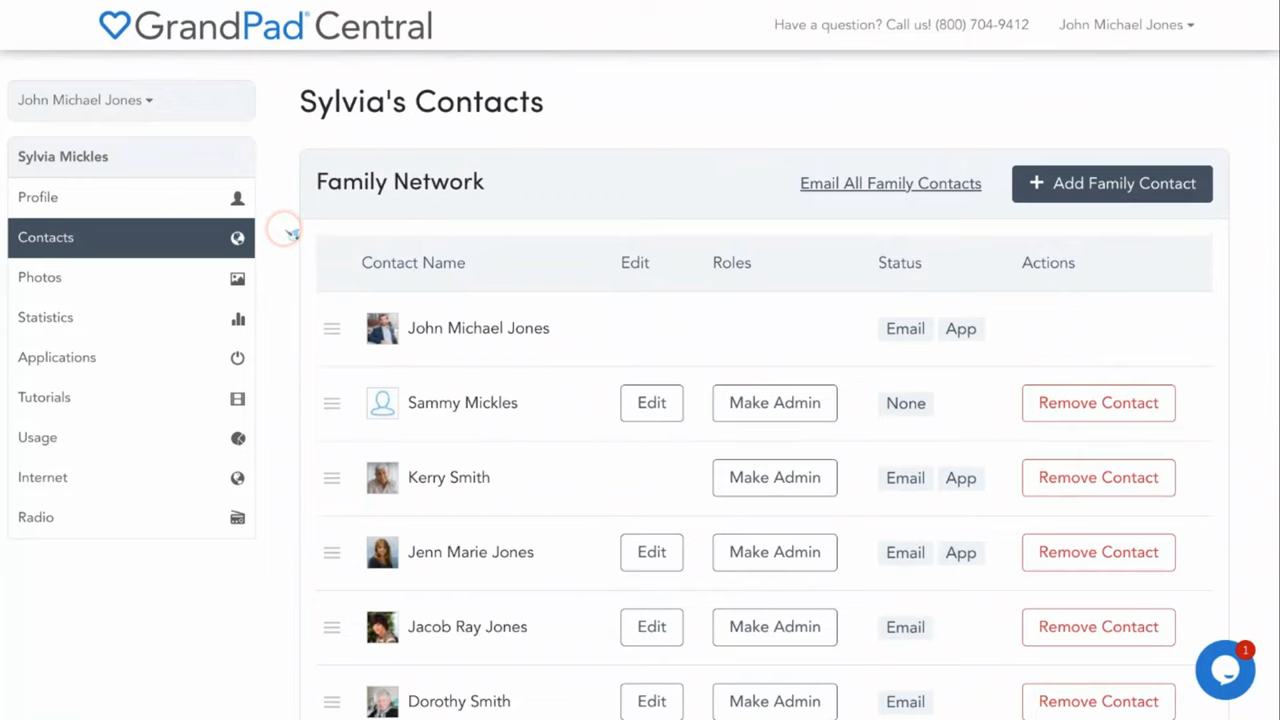 GrandPad® Central
Have a question? Call us! (800) 704-9412
John Michael Jones
John Michael Jones
Sylvia Mickles
Profile
Contacts
Photos
Statistics
Applications
Tutorials
Usage
Internet
Radio
Sylvia's Contacts
Family Network
Email All Family Contacts
+ Add Family Contact
Contact Name Edit Roles Status Actions
John Michael Jones Email App
Sammy Mickles Edit Make Admin None Remove Contact
Kerry Smith Make Admin Email App Remove Contact
Jenn Marie Jones Edit Make Admin Email App Remove Contact
Jacob Ray Jones Edit Make Admin Email Remove Contact
Dorothy Smith Edit Make Admin Email Remove Contact
1